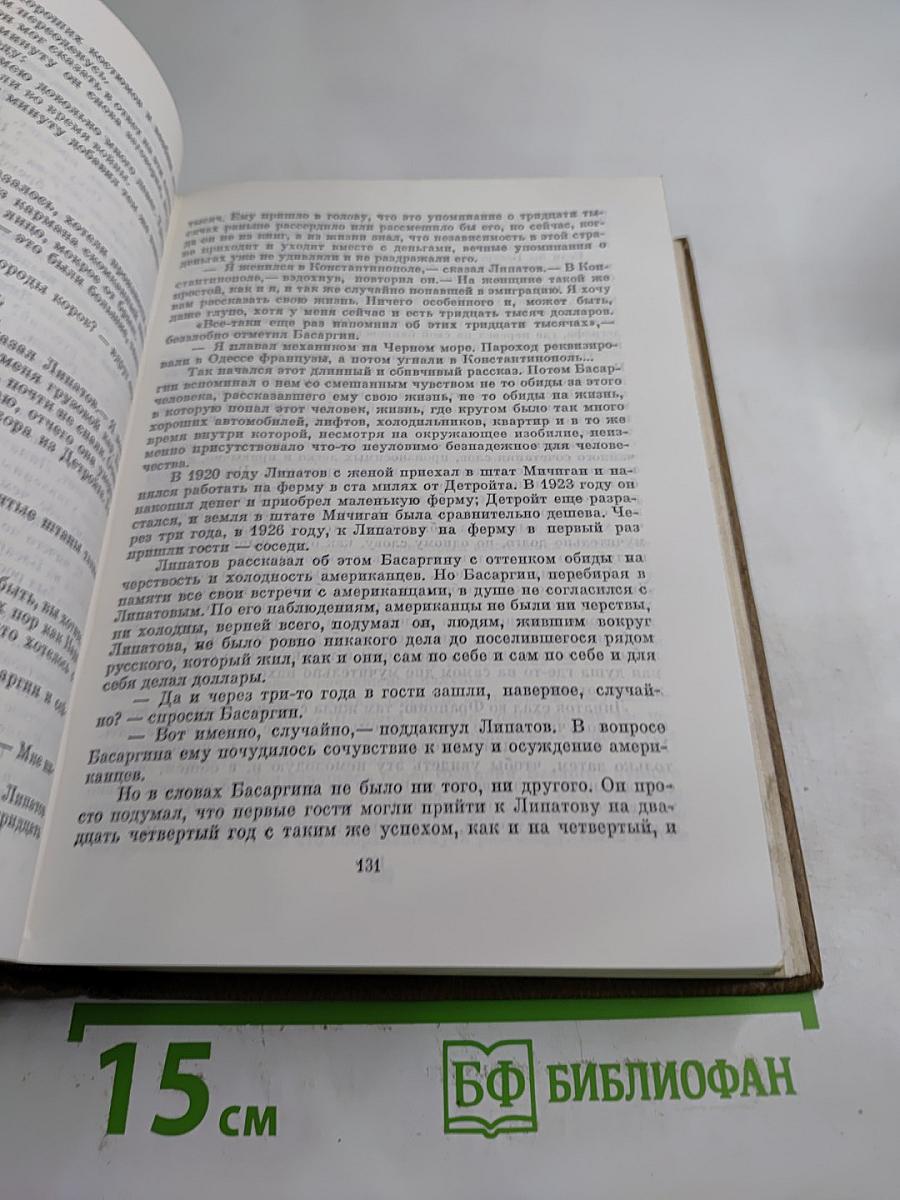 тысяч. Ему пришло в голову, что это упоминание о тридцати ты-
сячах раньше рассердило или рассмешило бы его, но сейчас, ког-
да он не из книг, а из жизни знал, что независимость в этой стра-
не приходит и уходит вместе с деньгами, вечные упоминания о
деньгах уже не удивляли и не раздражали его.
— Я женился в Константинополе,— сказал Липатов.— В Кон-
стантинополе,— вздохнув, повторил он.— На женщине такой же
простой, как и я, и так же случайно попавшей в эмиграцию. Я хочу
вам рассказать свою жизнь. Ничего особенного и, может быть,
даже глупо, хотя у меня сейчас и есть тридцать тысяч долларов.
«Все-таки еще раз напомнил об этих тридцати тысячах»,—
беззлобно отметил Басаргин.
— Я плавал механиком на Черном море. Пароход реквизиро-
вали в Одессе французы, а потом угнали в Константинополь...
Так начался этот длинный и сбивчивый рассказ. Потом Басар-
гин вспоминал о нем со смешанным чувством не то обиды за этого
человека, рассказавшего ему свою жизнь, не то обиды на жизнь,
в которую попал этот человек, жизнь, где кругом было так много
хороших автомобилей, лифтов, холодильников, квартир и в то же
время внутри которой, несмотря на окружающее изобилие, неиз-
менно присутствовало что-то неуловимо безнадежное для челове-
чества.
В 1920 году Липатов с женой приехал в штат Мичиган и на-
нялся работать на ферму в ста милях от Детройта. В 1923 году он
накопил денег и приобрел маленькую ферму; Детройт еще разра-
стался, и земля в штате Мичиган была сравнительно дешева. Че-
рез три года, в 1926 году, к Липатову на ферму в первый раз
пришли гости — соседи.
Липатов рассказал об этом Басаргину с оттенком обиды на
черствость и холодность американцев. Но Басаргин, перебирая в
памяти все свои встречи с американцами, в душе не согласился с
Липатовым. По его наблюдениям, американцы не были ни черствы,
ни холодны, верней всего, подумал он, людям, жившим вокруг
Липатова, не было ровно никакого дела до поселившегося рядом
русского, который жил, как и они, сам по себе и сам по себе и для
себя делал доллары.
— Да и через три-то года в гости зашли, наверное, случай-
но? — спросил Басаргин.
— Вот именно, случайно,— поддакнул Липатов. В вопросе
Басаргина ему почудилось сочувствие к нему и осуждение амери-
канцев.
Но в словах Басаргина не было ни того, ни другого. Он про-
сто подумал, что первые гости могли прийти к Липатову на два-
дцать четвертый год с таким же успехом, как и на четвертый, и
131
15 см
БФ БИБЛИОФАН